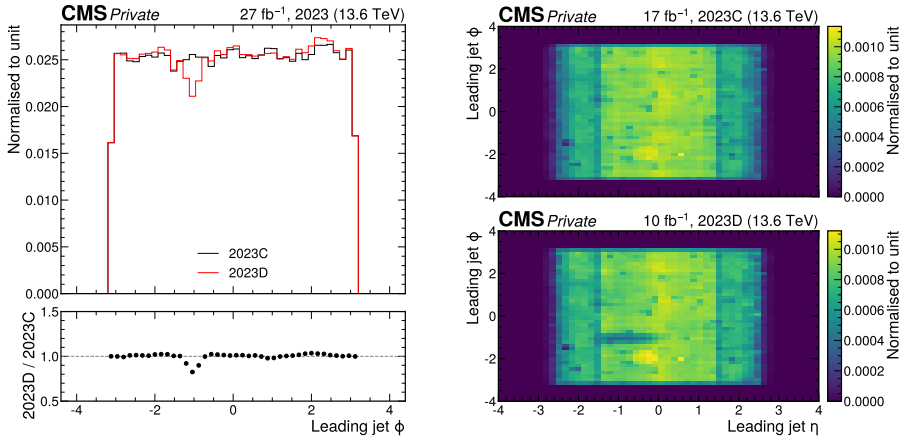 CMS Private 27 fb⁻¹, 2023 (13.6 TeV)
Normalised to unit
0.025
0.020
0.015
0.010
0.005
0.000
2023C
2023D
2023D / 2023C
1.5
1.0
0.5
-4 -2 0 2 4
Leading jet ϕ
CMS Private 17 fb⁻¹, 2023C (13.6 TeV)
Leading jet ϕ
4
2
0
-2
-4
0.0010
0.0008
0.0006
0.0004
0.0002
0.0000
Normalised to unit
CMS Private 10 fb⁻¹, 2023D (13.6 TeV)
Leading jet ϕ
4
2
0
-2
-4
-4 -3 -2 -1 0 1 2 3 4
Leading jet η
0.0010
0.0008
0.0006
0.0004
0.0002
0.0000
Normalised to unit